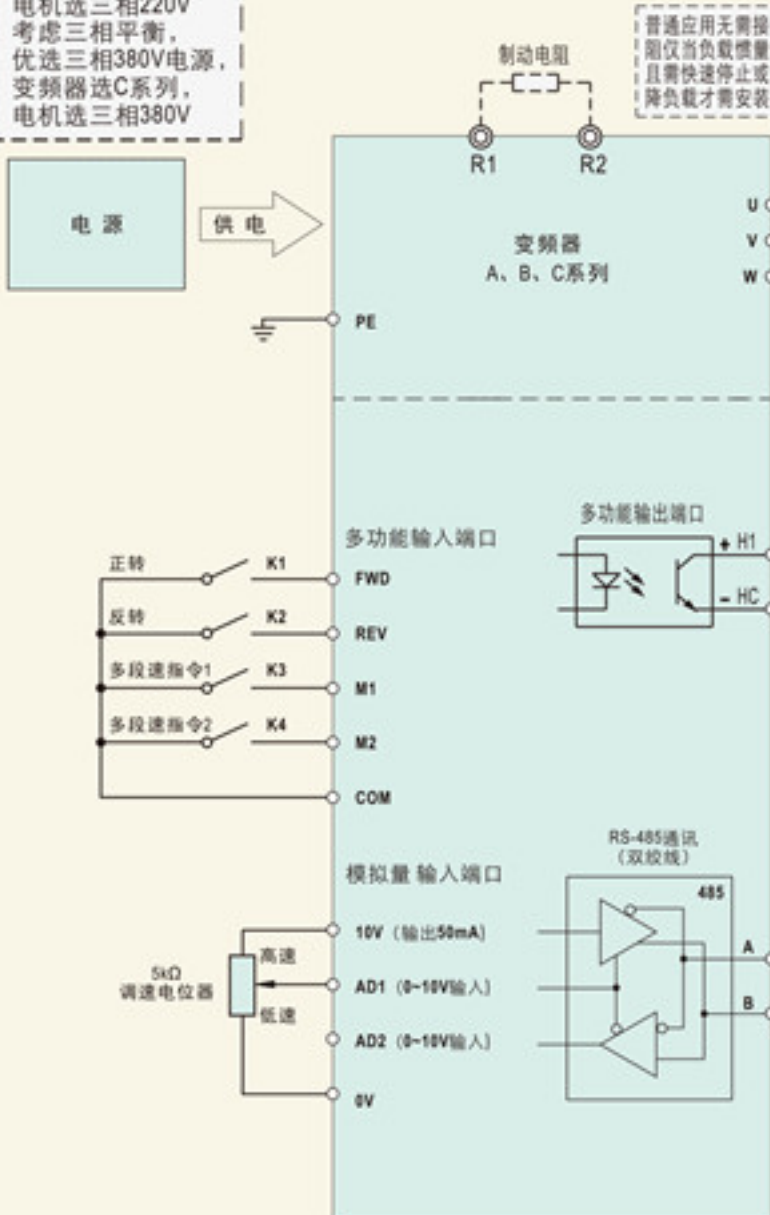 电机选三相220V
考虑三相平衡，
优选三相380V电源，
变频器选C系列，
电机选三相380V
普通应用无需接
阻仅当负载惯量
且需快速停止或
降负载才需安装
制动电阻
R1
R2
电 源
供 电
变频器
A、B、C系列
U
V
W
PE
多功能输入端口
多功能输出端口
+ H1
- HC
正转
K1
FWD
反转
K2
REV
多段速指令1
K3
M1
多段速指令2
K4
M2
COM
RS-485通讯
（双绞线）
485
A
B
模拟量 输入端口
10V（输出50mA）
高速
5kΩ
调速电位器
AD1（0~10V输入）
低速
AD2（0~10V输入）
0V